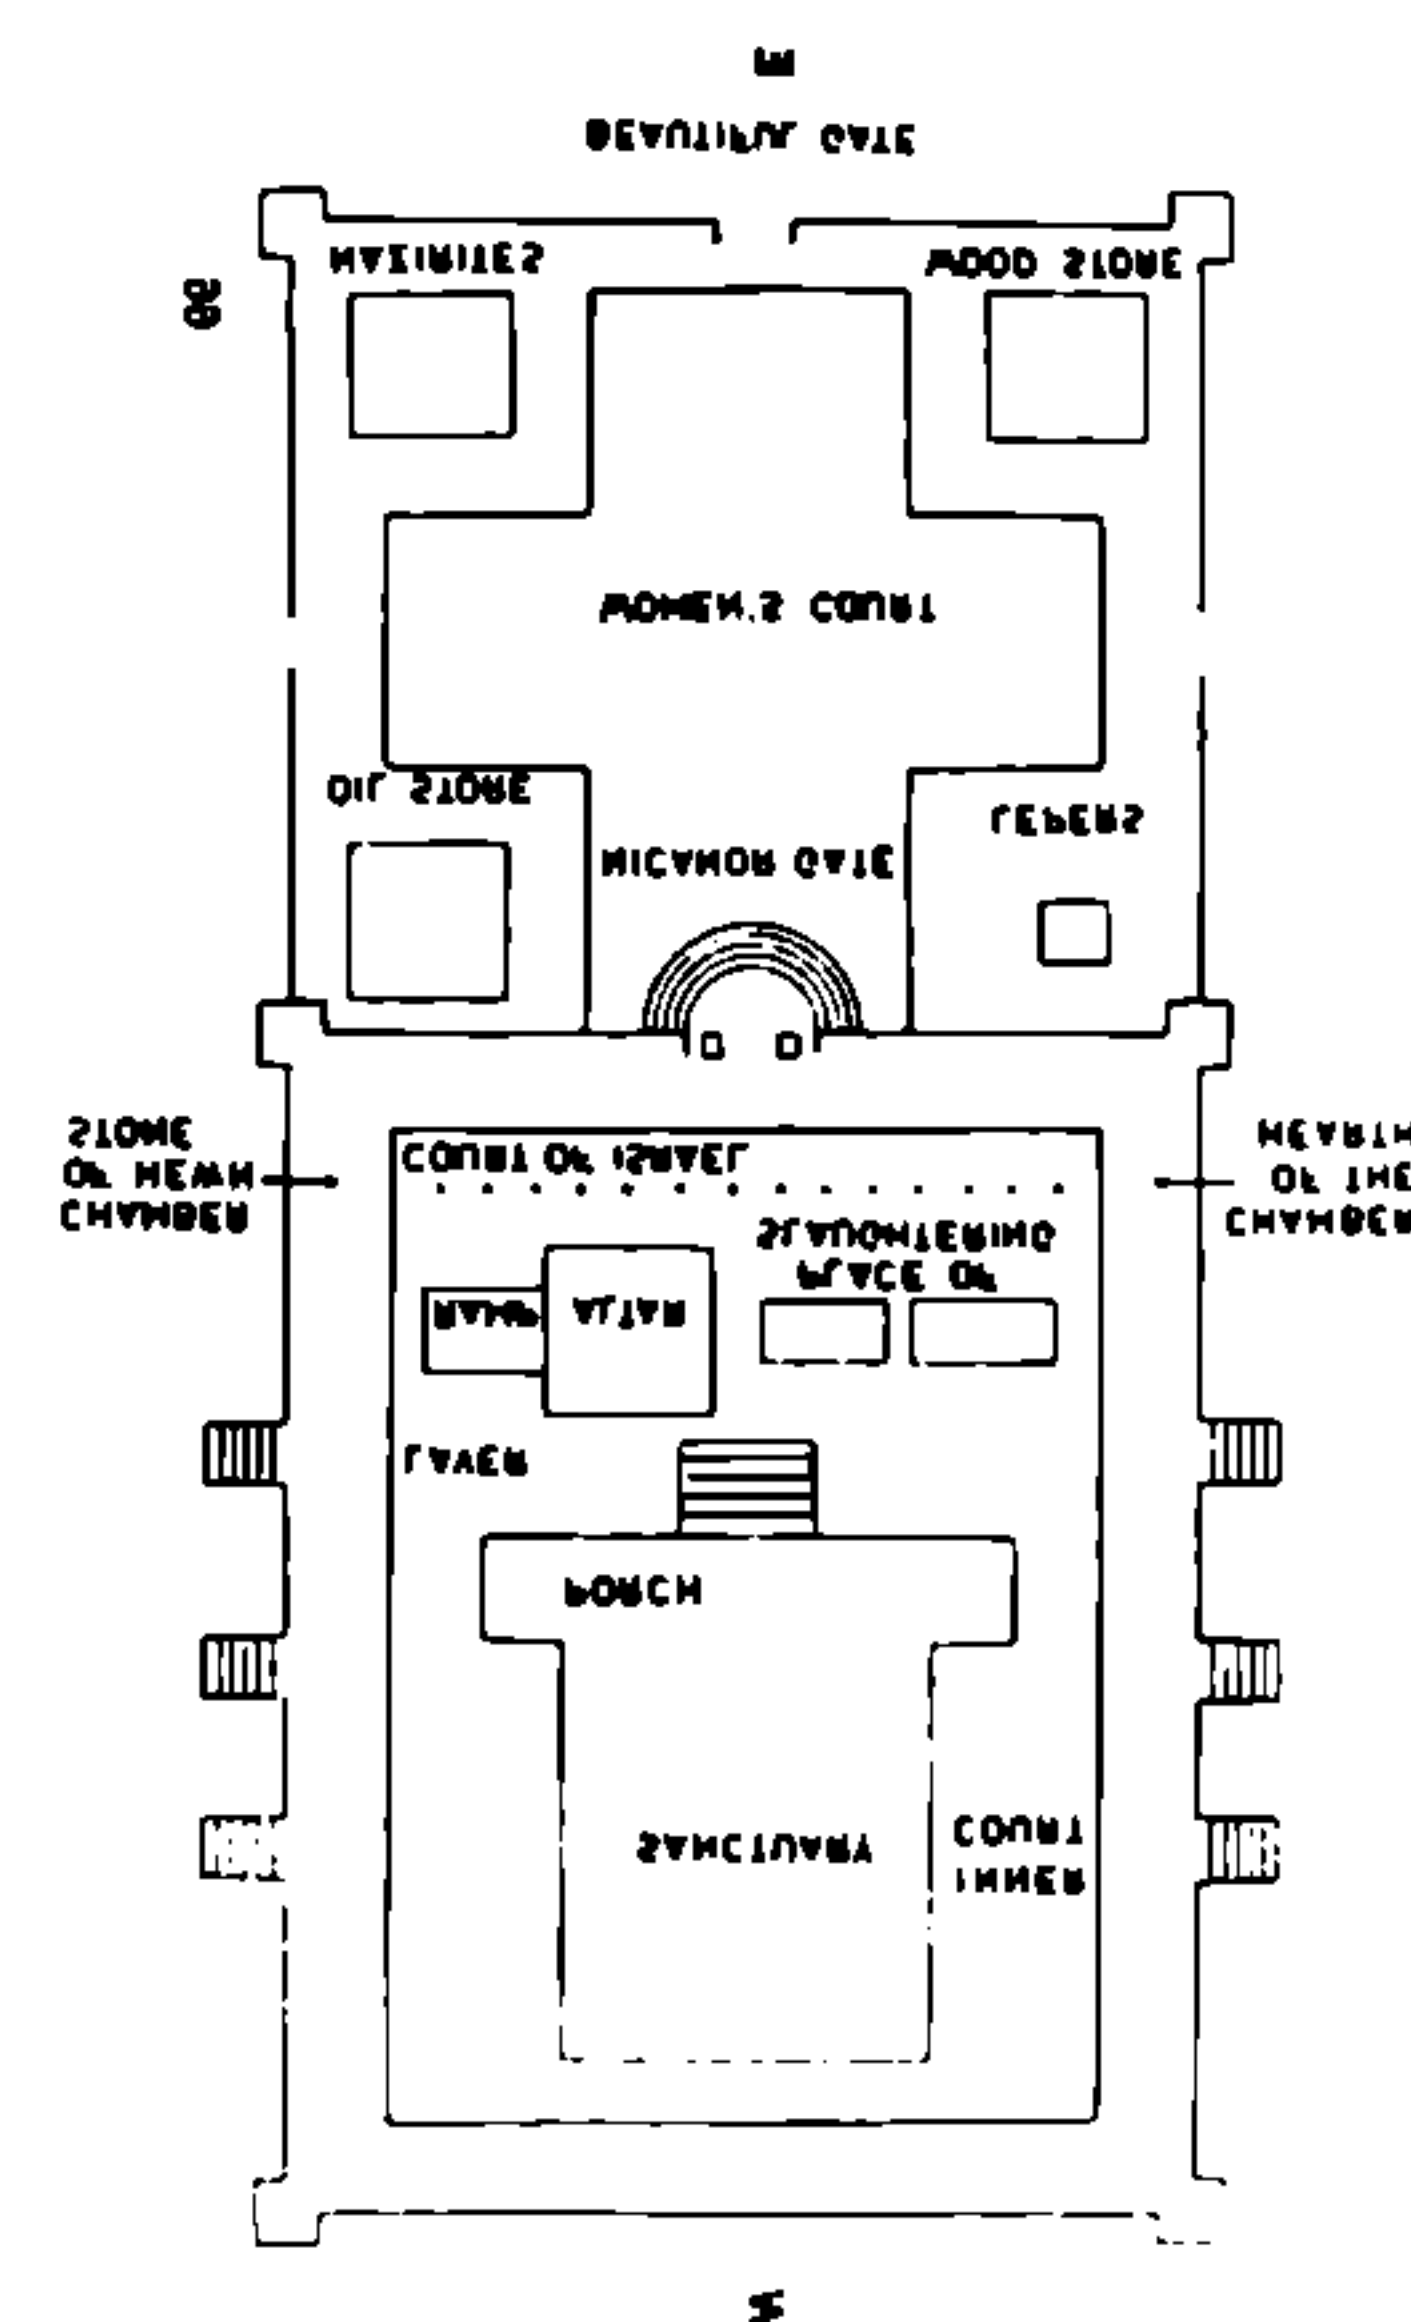 W
INNER
COURT
SANCTUARY
PORCH
LAVER
RAMP
ALTAR
PLACE OF
SLAUGHTERING
CHAMBER
OF HEWN
STONE
CHAMBER
OF THE
HEARTH
COURT OF ISRAEL
NICANOR GATE
LEPERS
OIL STORE
WOMEN'S COURT
NAZIRITES
WOOD STORE
BEAUTIFUL GATE
E